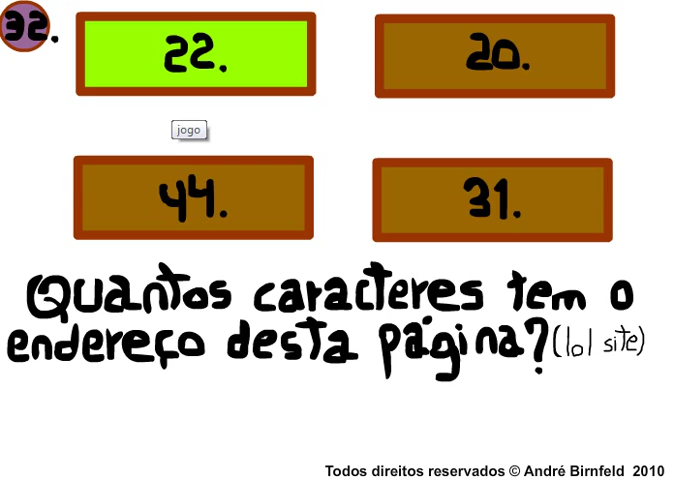 32.
22.
20.
jogo
44.
31.
Quantos caracteres tem o
endereço desta página? (lol site)
Todos direitos reservados © André Birnfeld 2010